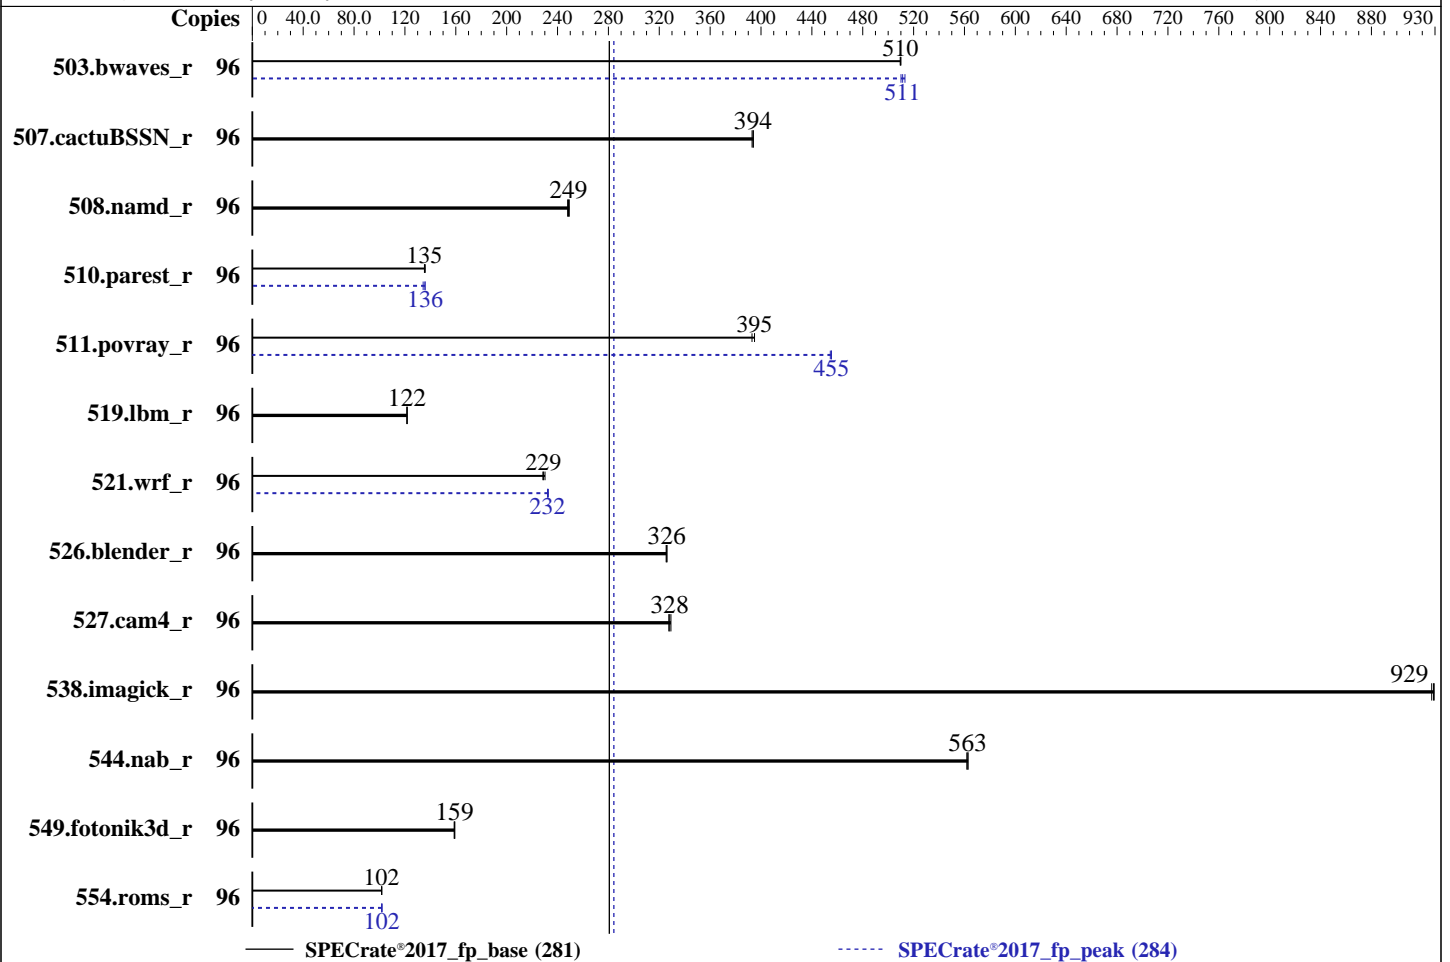 Copies 0 40.0 80.0 120 160 200 240 280 320 360 400 440 480 520 560 600 640 680 720 760 800 840 880 930
503.bwaves_r 96 510
511
507.cactuBSSN_r 96 394
508.namd_r 96 249
510.parest_r 96 135
136
511.povray_r 96 395
455
519.lbm_r 96 122
521.wrf_r 96 229
232
526.blender_r 96 326
527.cam4_r 96 328
538.imagick_r 96 929
544.nab_r 96 563
549.fotonik3d_r 96 159
554.roms_r 96 102
102
SPECrate®2017_fp_base (281) SPECrate®2017_fp_peak (284)